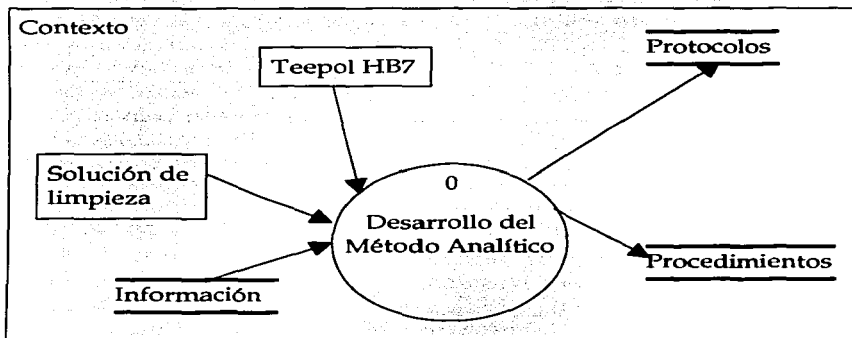 Contexto
Teepol HB7
Protocolos
Solución de
limpieza
0
Desarrollo del
Método Analítico
Información
Procedimientos